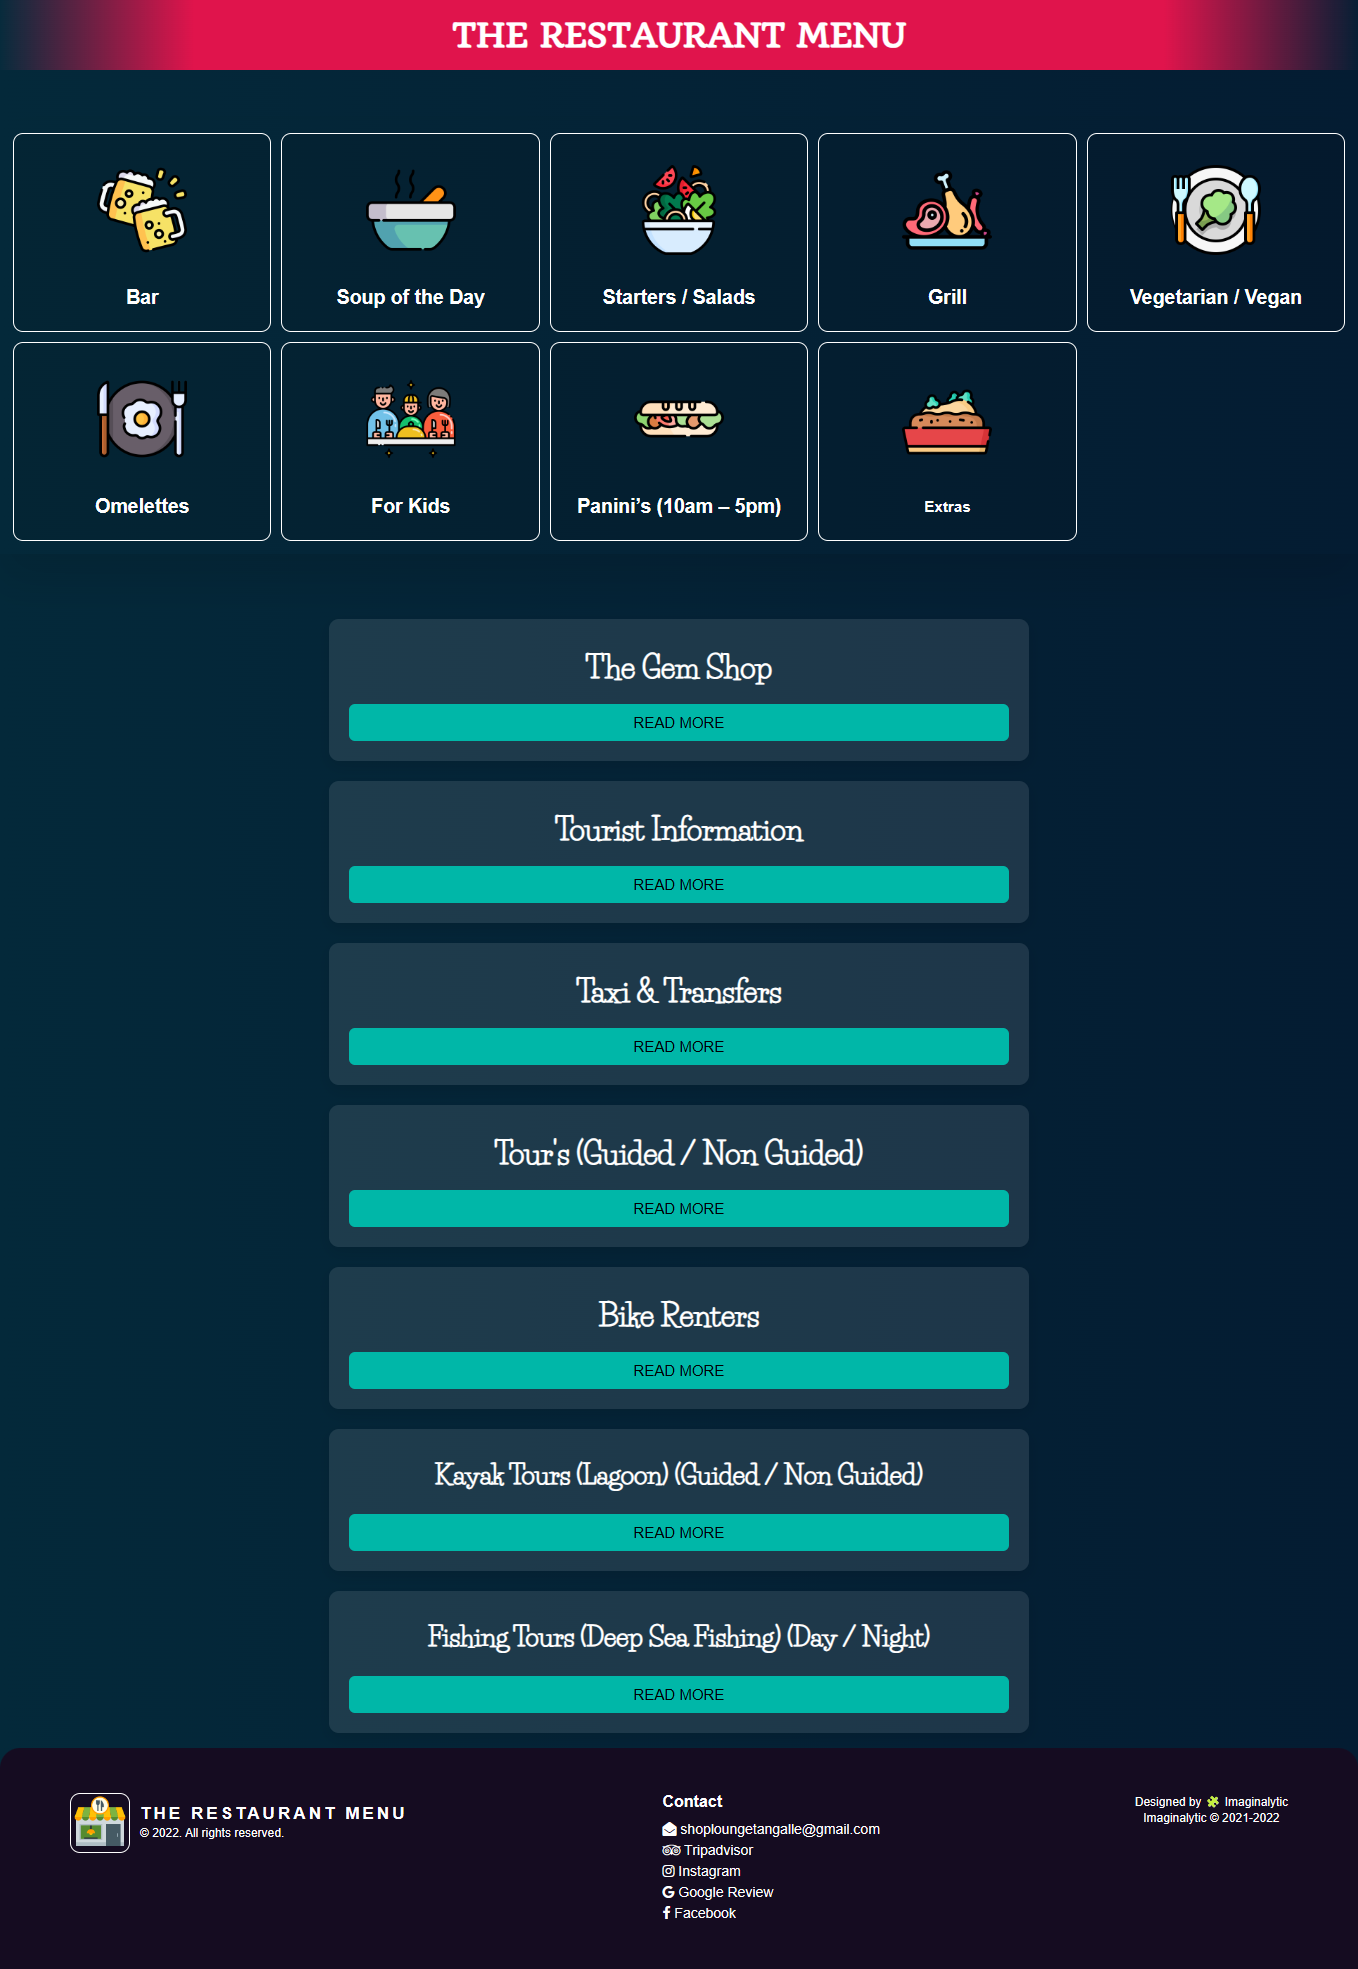 THE RESTAURANT MENU
Bar
Soup of the Day
Starters / Salads
Grill
Vegetarian / Vegan
Omelettes
For Kids
Panini’s (10am – 5pm)
Extras
The Gem Shop
READ MORE
Tourist Information
READ MORE
Taxi & Transfers
READ MORE
Tour's (Guided / Non Guided)
READ MORE
Bike Renters
READ MORE
Kayak Tours (Lagoon) (Guided / Non Guided)
READ MORE
Fishing Tours (Deep Sea Fishing) (Day / Night)
READ MORE
THE RESTAURANT MENU
© 2022. All rights reserved.
Contact
shoploungetangalle@gmail.com
Tripadvisor
Instagram
Google Review
Facebook
Designed by Imaginalytic
Imaginalytic © 2021-2022